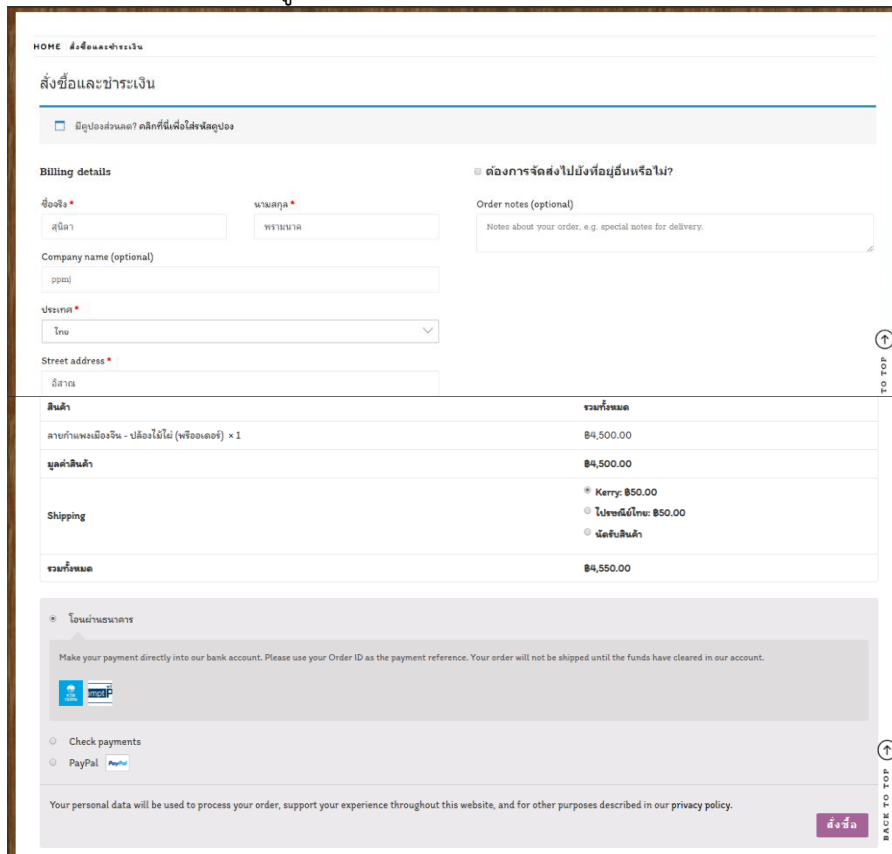 HOME สั่งซื้อและชำระเงิน
สั่งซื้อและชำระเงิน
มีคูปองส่วนลด? คลิกที่นี่เพื่อใส่รหัสคูปอง
Billing details
ต้องการจัดส่งไปยังที่อยู่อื่นหรือไม่?
ชื่อจริง * นามสกุล * Order notes (optional)
สุนิดา พรามนาค Notes about your order, e.g. special notes for delivery.
Company name (optional)
ppmj
ประเทศ *
ไทย
Street address *
อิสาณ
TO TOP
สินค้า รวมทั้งหมด
ลายกำแพงเมืองจีน - ปล้องไม้ไผ่ (พรีออเดอร์) × 1 ฿4,500.00
มูลค่าสินค้า ฿4,500.00
Shipping
Kerry: ฿50.00
ไปรษณีย์ไทย: ฿50.00
นัดรับสินค้า
รวมทั้งหมด ฿4,550.00
โอนผ่านธนาคาร
Make your payment directly into our bank account. Please use your Order ID as the payment reference. Your order will not be shipped until the funds have cleared in our account.
Check payments
PayPal PayPal
Your personal data will be used to process your order, support your experience throughout this website, and for other purposes described in our privacy policy.
สั่งซื้อ
BACK TO TOP